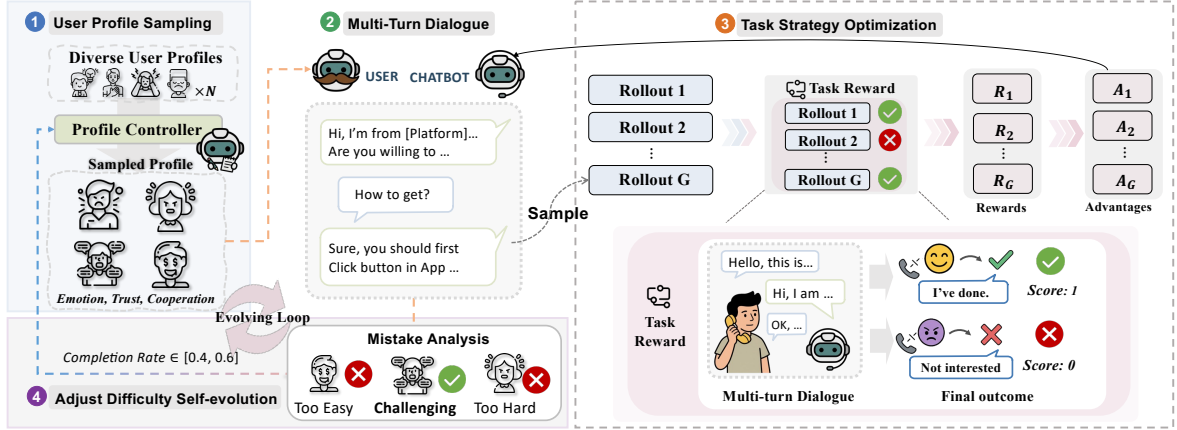 1 User Profile Sampling
Diverse User Profiles
×N
Profile Controller
Sampled Profile
Emotion, Trust, Cooperation
2 Multi-Turn Dialogue
USER CHATBOT
Hi, I'm from [Platform]...
Are you willing to ...
How to get?
Sure, you should first
Click button in App ...
Sample
3 Task Strategy Optimization
Rollout 1
Rollout 2
⋮
Rollout G
Task Reward
Rollout 1
Rollout 2
⋮
Rollout G
R1
R2
⋮
RG
Rewards
A1
A2
⋮
AG
Advantages
Task
Reward
Hello, this is...
Hi, I am ...
OK, ...
Multi-turn Dialogue
I've done.
Score: 1
Not interested
Score: 0
Final outcome
Evolving Loop
Completion Rate ∈ [0.4, 0.6]
4 Adjust Difficulty Self-evolution
Mistake Analysis
Too Easy
Challenging
Too Hard